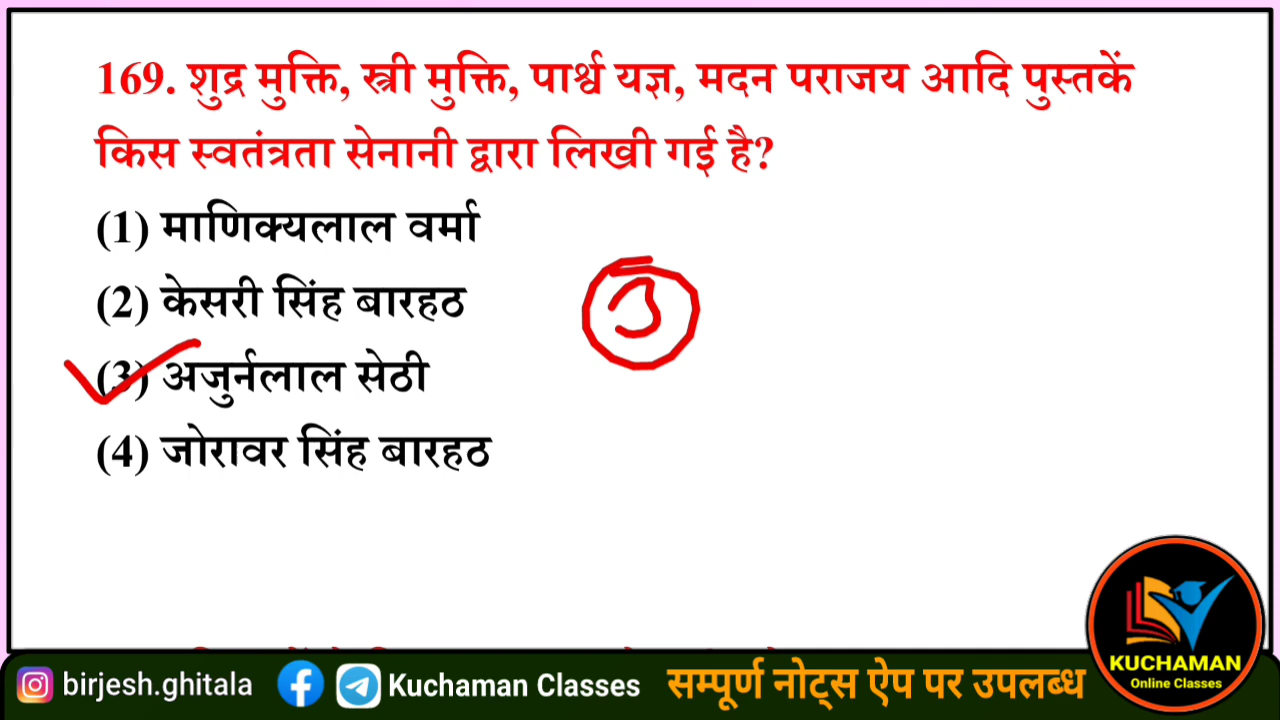 169. शुद्र मुक्ति, स्त्री मुक्ति, पार्श्व यज्ञ, मदन पराजय आदि पुस्तकें
किस स्वतंत्रता सेनानी द्वारा लिखी गई है?
(1) माणिक्यलाल वर्मा
(2) केसरी सिंह बारहठ
3
(3) अजुर्नलाल सेठी
(4) जोरावर सिंह बारहठ
KUCHAMAN
Online Classes
birjesh.ghitala
Kuchaman Classes
सम्पूर्ण नोट्स ऐप पर उपलब्ध